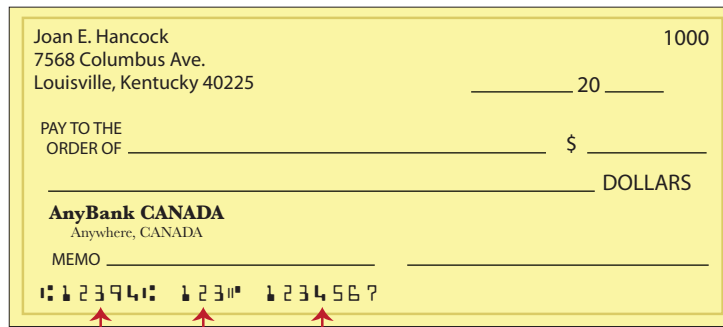 Joan E. Hancock 1000
7568 Columbus Ave.
Louisville, Kentucky 40225
20
PAY TO THE
ORDER OF $
DOLLARS
AnyBank CANADA
Anywhere, CANADA
MEMO
⑆12394⑆ 123⑈ 1234567